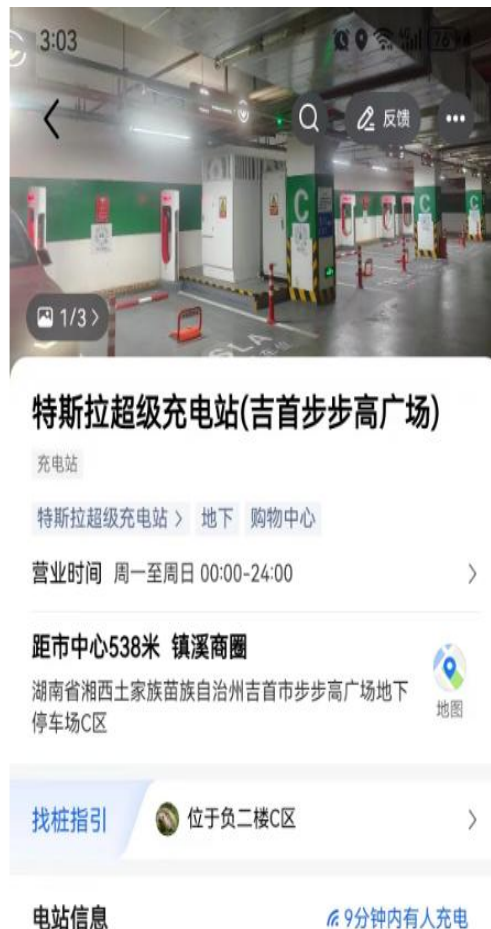 3:03
76
反馈
C
C
1/3 >
特斯拉超级充电站(吉首步步高广场)
充电站
特斯拉超级充电站 > 地下 购物中心
营业时间 周一至周日 00:00-24:00
距市中心538米 镇溪商圈
湖南省湘西土家族苗族自治州吉首市步步高广场地下
停车场C区
地图
找桩指引 位于负二楼C区
电站信息 9分钟内有人充电